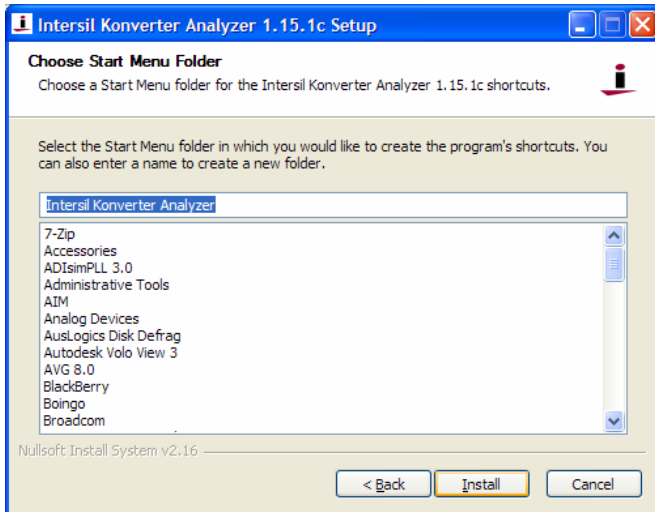 Intersil Konverter Analyzer 1.15.1c Setup
Choose Start Menu Folder
Choose a Start Menu folder for the Intersil Konverter Analyzer 1.15.1c shortcuts.
Select the Start Menu folder in which you would like to create the program's shortcuts. You
can also enter a name to create a new folder.
Intersil Konverter Analyzer
7-Zip
Accessories
ADIsimPLL 3.0
Administrative Tools
AIM
Analog Devices
AusLogics Disk Defrag
Autodesk Volo View 3
AVG 8.0
BlackBerry
Boingo
Broadcom
Nullsoft Install System v2.16
< Back
Install
Cancel